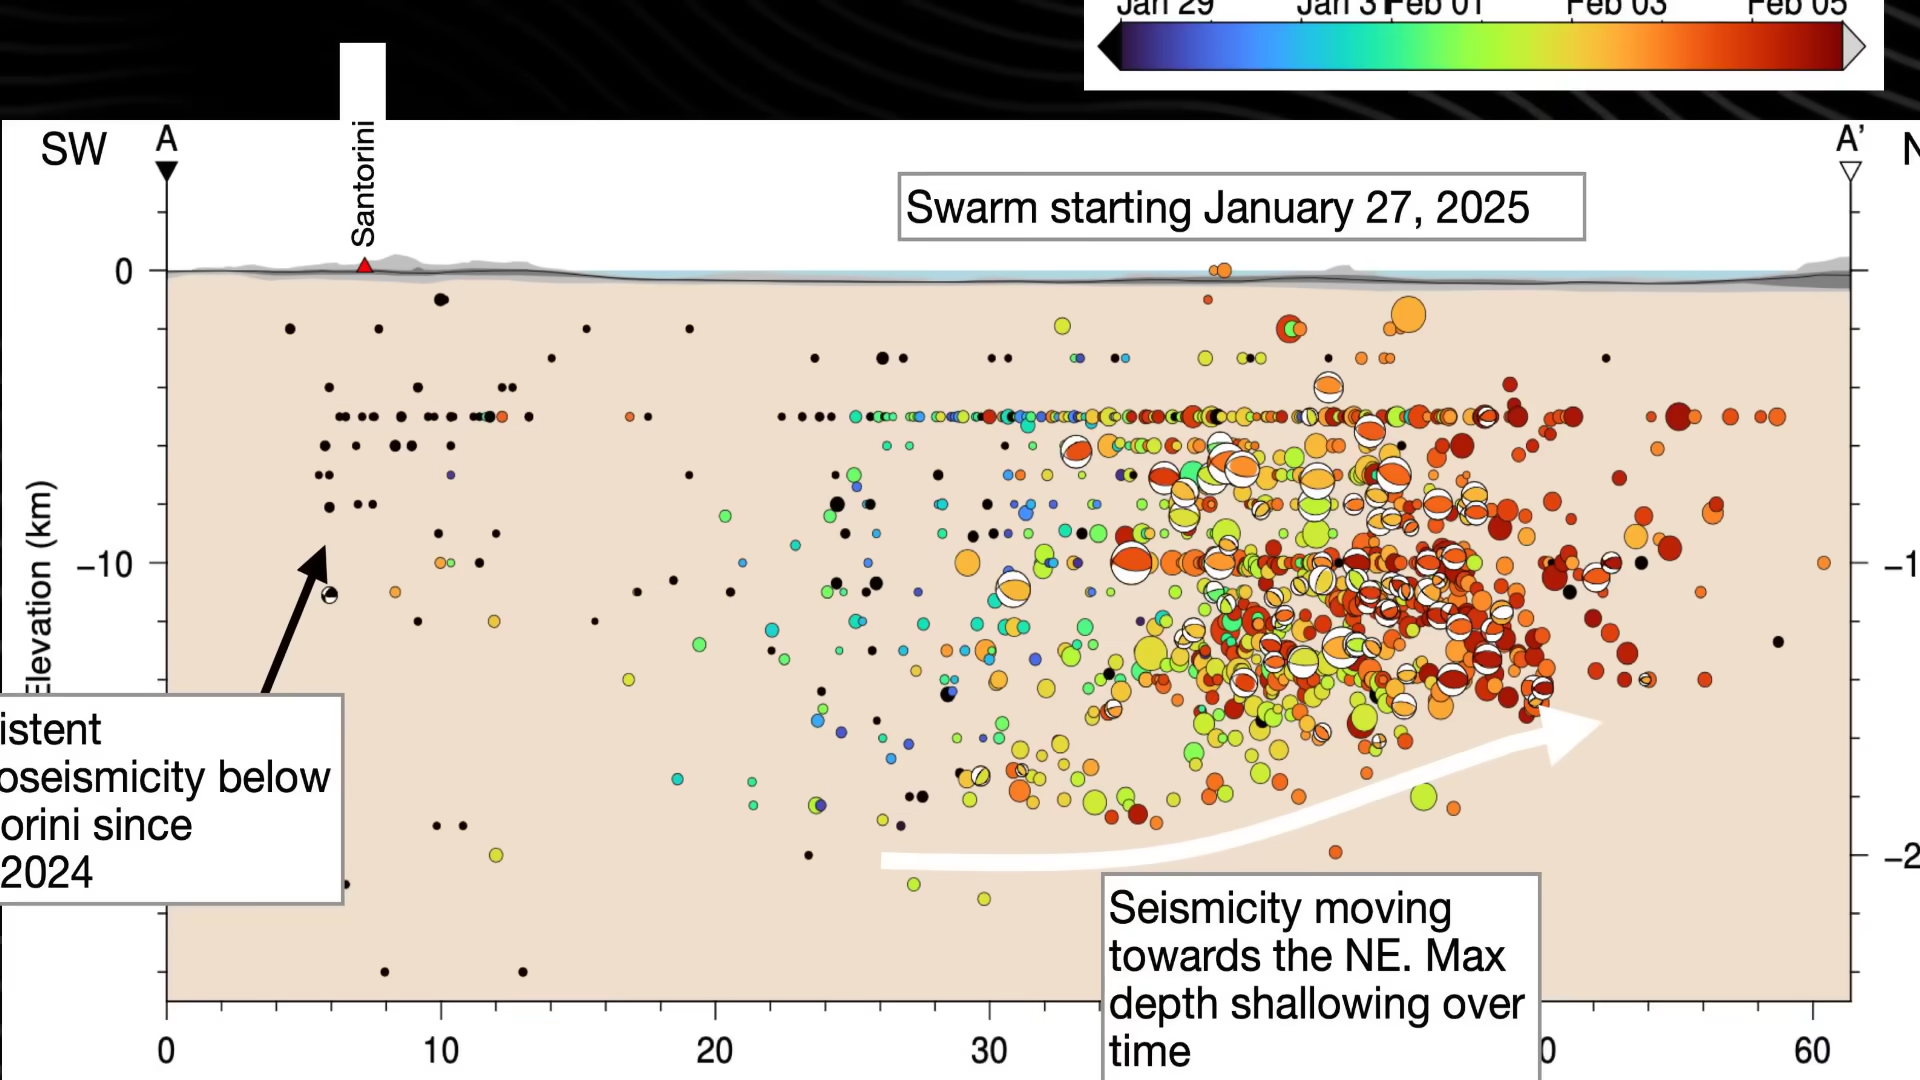 Jan 29
Jan 31
Feb 01
Feb 03
Feb 05
SW
A
Santorini
A'
Swarm starting January 27, 2025
0
−10
Elevation (km)
istent
oseismicity below
orini since
2024
Seismicity moving
towards the NE. Max
depth shallowing over
time
0
10
20
30
0
60